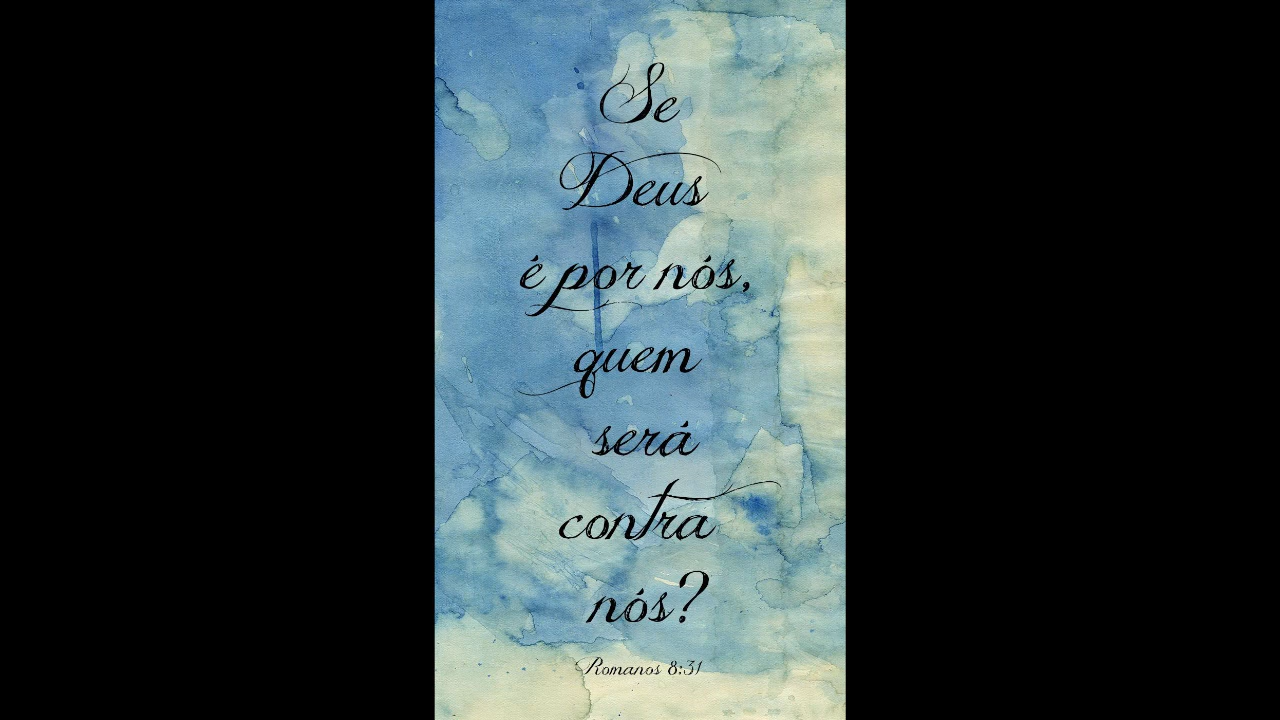 Se
Deus
é por nós,
quem
será
contra
nós?
Romanos 8:31